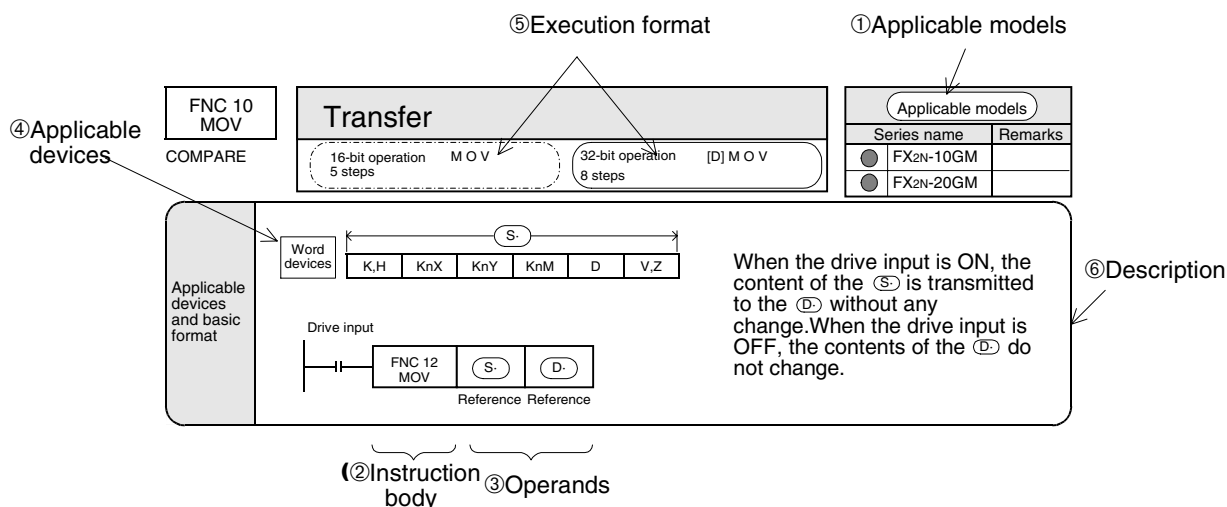 ⑤Execution format
①Applicable models
FNC 10
MOV
COMPARE
Transfer
16-bit operation M O V
5 steps
32-bit operation [D] M O V
8 steps
Applicable models
Series name Remarks
FX2N-10GM
FX2N-20GM
④Applicable
devices
Applicable
devices
and basic
format
Word
devices
S·
K,H KnX KnY KnM D V,Z
Drive input
FNC 12
MOV
S· D·
Reference Reference
When the drive input is ON, the
content of the S· is transmitted
to the D· without any
change.When the drive input is
OFF, the contents of the D· do
not change.
⑥Description
(②Instruction
body
③Operands